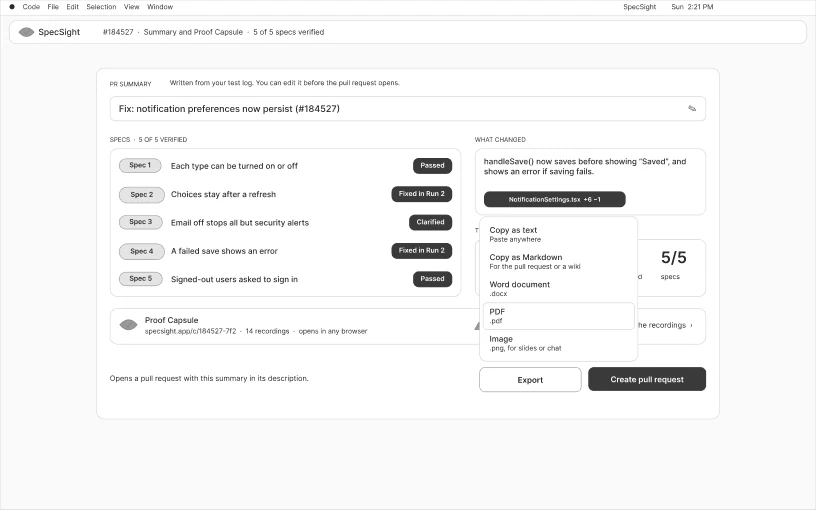 Code File Edit Selection View Window SpecSight Sun 2:21 PM
SpecSight #184527 · Summary and Proof Capsule · 5 of 5 specs verified
PR SUMMARY Written from your test log. You can edit it before the pull request opens.
Fix: notification preferences now persist (#184527)
SPECS · 5 OF 5 VERIFIED
Spec 1 Each type can be turned on or off Passed
Spec 2 Choices stay after a refresh Fixed in Run 2
Spec 3 Email off stops all but security alerts Clarified
Spec 4 A failed save shows an error Fixed in Run 2
Spec 5 Signed-out users asked to sign in Passed
WHAT CHANGED
handleSave() now saves before showing “Saved”, and
shows an error if saving fails.
NotificationSettings.tsx +6 −1
5/5
specs
Copy as text
Paste anywhere
Copy as Markdown
For the pull request or a wiki
Word document
.docx
PDF
.pdf
Image
.png, for slides or chat
Proof Capsule
specsight.app/c/184527-7f2 · 14 recordings · opens in any browser
recordings ›
Opens a pull request with this summary in its description.
Export
Create pull request